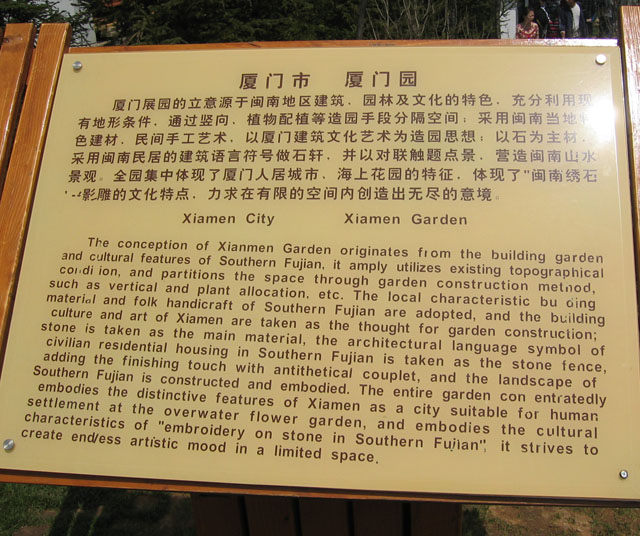 厦门市 厦门园
厦门展园的立意源于闽南地区建筑、园林及文化的特色，充分利用现
有地形条件，通过竖向、植物配植等造园手段分隔空间；采用闽南当地特
色建材、民间手工艺术，以厦门建筑文化艺术为造园思想；以石为主材，
采用闽南民居的建筑语言符号做石轩，并以对联触题点景，营造闽南山水
景观。全园集中体现了厦门人居城市，海上花园的特征，体现了"闽南绣石
影雕的文化特点，力求在有限的空间内创造出无尽的意境。
Xiamen City Xiamen Garden
The conception of Xianmen Garden originates from the building garden
and cultural features of Southern Fujian, it amply utilizes existing topographical
condi ion, and partitions the space through garden construction method,
such as vertical and plant allocation, etc. The local characteristic bu ding
material and folk handicraft of Southern Fujian are adopted, and the building
culture and art of Xiamen are taken as the thought for garden construction;
stone is taken as the main material, the architectural language symbol of
civilian residential housing in Southern Fujian is taken as the stone fence,
adding the finishing touch with antithetical couplet, and the landscape of
Southern Fujian is constructed and embodied. The entire garden con entratedly
embodies the distinctive features of Xiamen as a city suitable for human
settlement at the overwater flower garden, and embodies the cultural
characteristics of "embroidery on stone in Southern Fujian", it strives to
create endless artistic mood in a limited space.